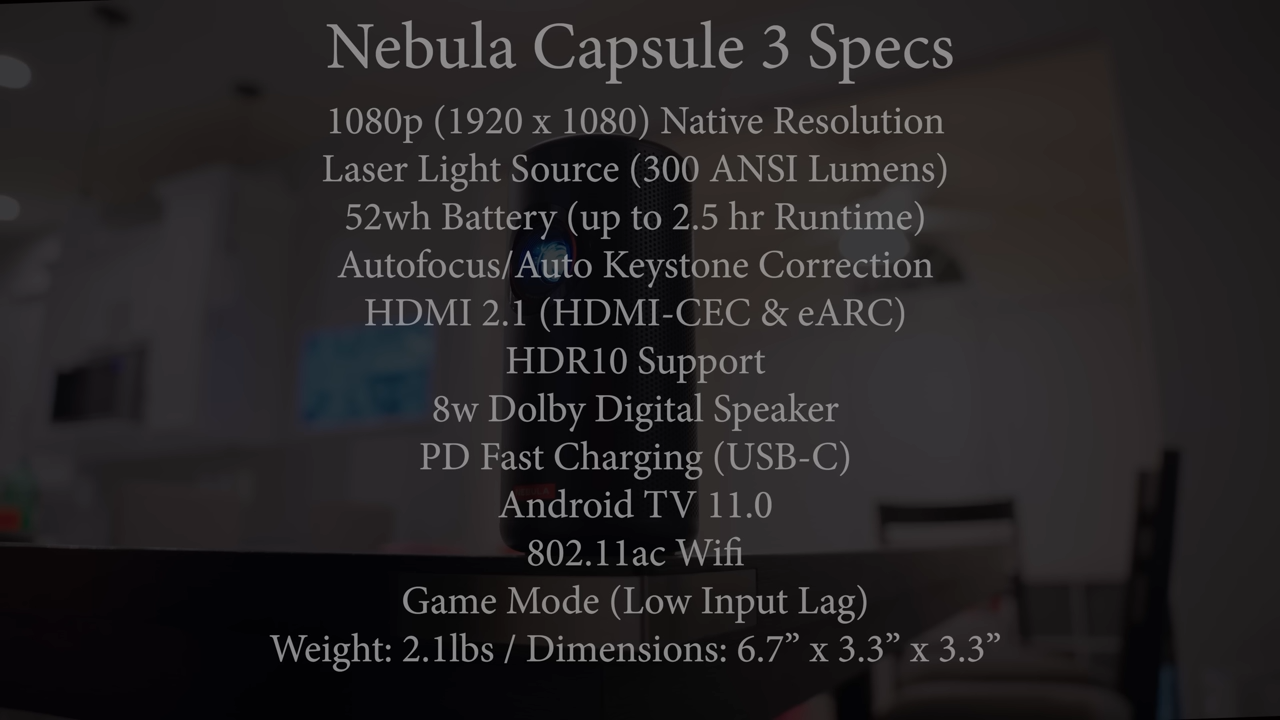 Nebula Capsule 3 Specs
1080p (1920 x 1080) Native Resolution
Laser Light Source (300 ANSI Lumens)
52wh Battery (up to 2.5 hr Runtime)
Autofocus/Auto Keystone Correction
HDMI 2.1 (HDMI-CEC & eARC)
HDR10 Support
8w Dolby Digital Speaker
PD Fast Charging (USB-C)
Android TV 11.0
802.11ac Wifi
Game Mode (Low Input Lag)
Weight: 2.1lbs / Dimensions: 6.7” x 3.3” x 3.3”